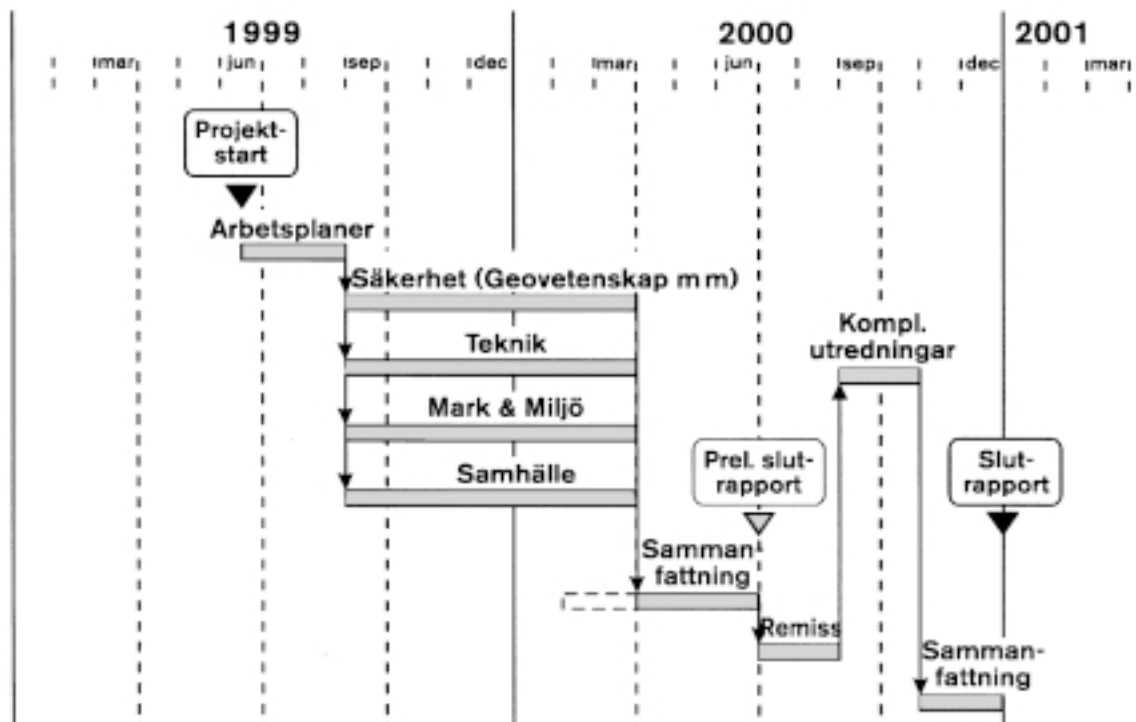 1999 2000 2001
mar jun sep dec mar jun sep dec mar
Projekt-
start
Arbetsplaner
Säkerhet (Geovetenskap m m)
Teknik
Mark & Miljö
Samhälle
Kompl.
utredningar
Prel. slut-
rapport
Slut-
rapport
Samman
fattning
Remiss
Samman-
fattning